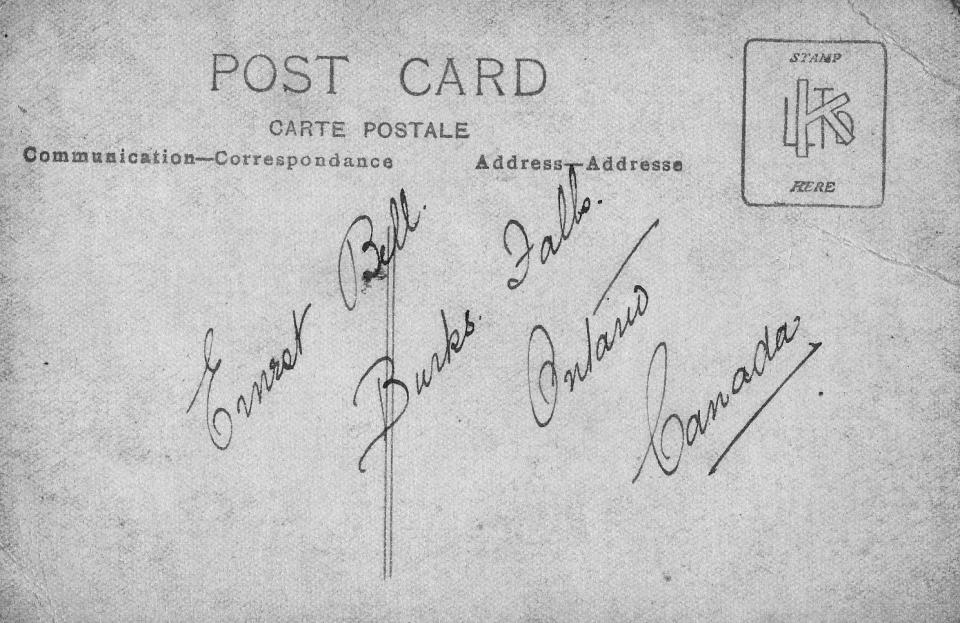 POST CARD
CARTE POSTALE
Communication—Correspondance
Address—Addresse
STAMP
HERE
Ernest Bell.
Burks. Falls.
Ontario
Canada